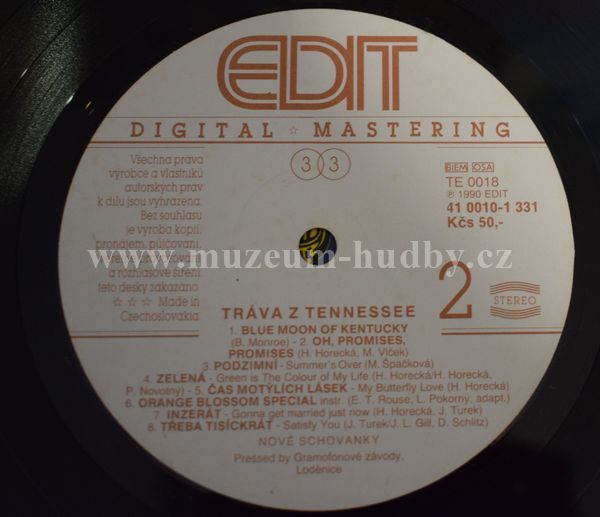 EDIT
DIGITAL ☆ MASTERING
33
Všechna práva
výrobce a vlastníků
autorských práv
k dílu jsou vyhrazena.
Bez souhlasu
je výroba kopií,
pronájem, půjčování,
a rozhlasové šíření
této desky zakázáno.
☆ ☆ ☆ Made in
Czechoslovakia
BIEM OSA
TE 0018
℗ 1990 EDIT
41 0010-1 331
Kčs 50,-
www.muzeum-hudby.cz
2
STEREO
TRÁVA Z TENNESSEE
1. BLUE MOON OF KENTUCKY
(B. Monroe) - 2. OH, PROMISES,
PROMISES (H. Horecká, M. Vlček)
3. PODZIMNÍ - Summer's Over (M. Špačková)
4. ZELENÁ - Green is The Colour of My Life (H. Horecká/H. Horecká,
P. Novotný) - 5. ČAS MOTÝLÍCH LÁSEK - My Butterfly Love (H. Horecká)
6. ORANGE BLOSSOM SPECIAL instr. (E. T. Rouse, L. Pokorný, adapt.)
7. INZERÁT - Gonna get married just now (H. Horecká, J. Turek)
8. TŘEBA TISÍCKRÁT - Satisfy You (J. Turek/J. L. Gill, D. Schlitz)
NOVÉ SCHOVANKY
Pressed by Gramofonové závody,
Loděnice